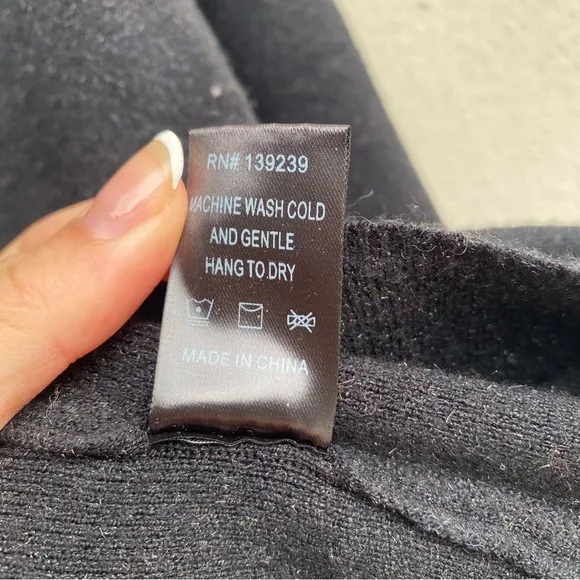 RN# 139239
MACHINE WASH COLD
AND GENTLE
HANG TO DRY
MADE IN CHINA